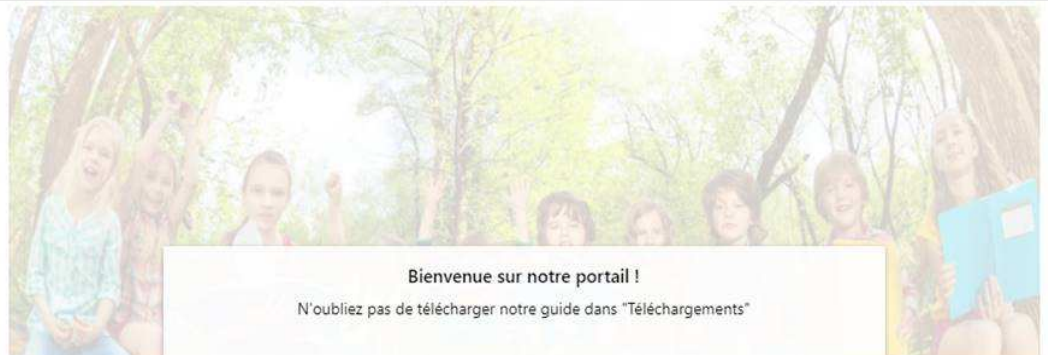 Bienvenue sur notre portail !
N'oubliez pas de télécharger notre guide dans "Téléchargements"